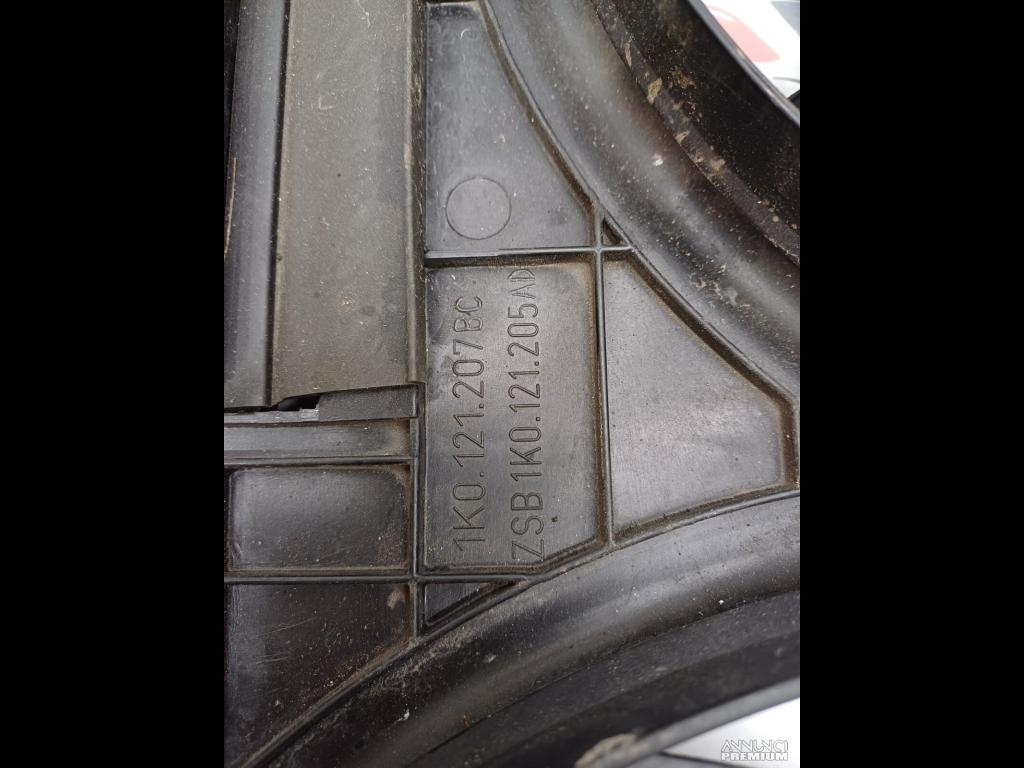 1K0.121.207BC
ZSB 1K0.121.205AD
ANNUNCI
PREMIUM